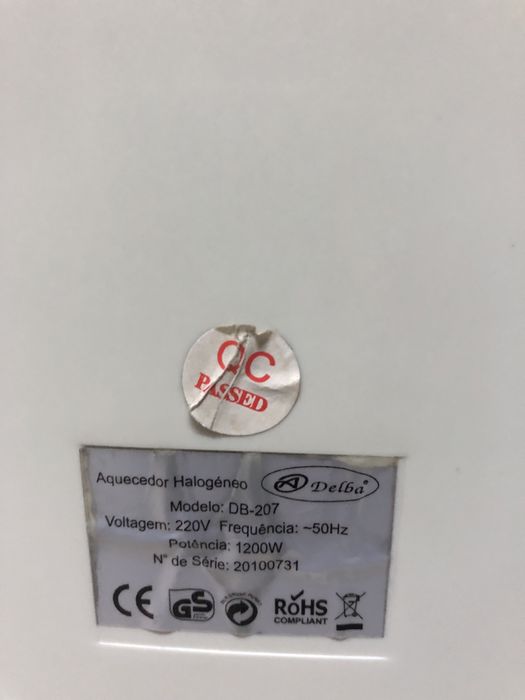 QC
PASSED
Aquecedor Halogéneo Delba
Modelo: DB-207
Voltagem: 220V Frequência: ~50Hz
Potência: 1200W
N° de Série: 20100731
CE GS RoHS
COMPLIANT